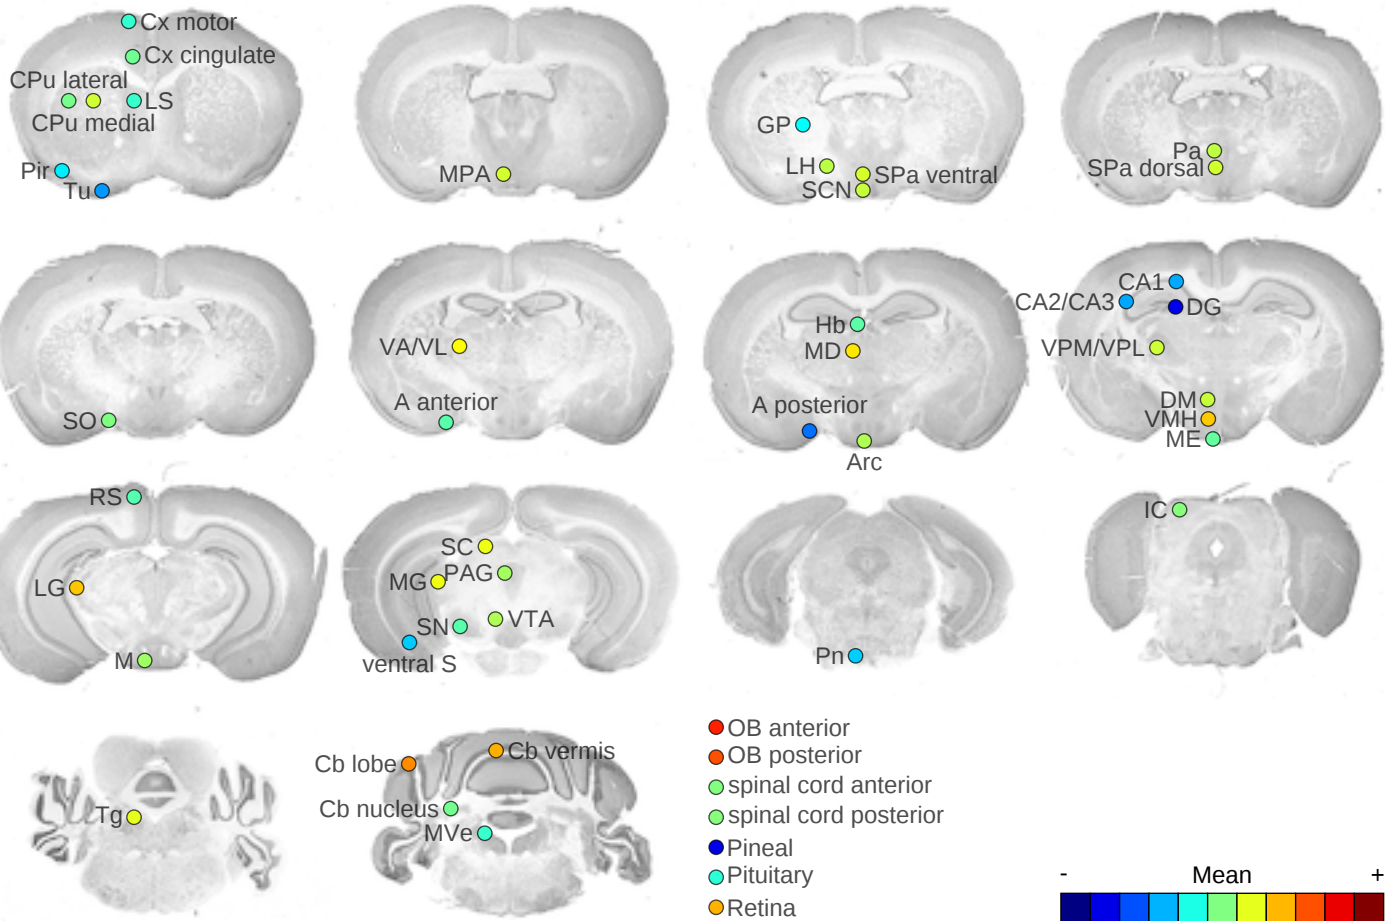 Cx motor
Cx cingulate
CPu lateral
LS
CPu medial
Pir
Tu
MPA
GP
LH
SPa ventral
SCN
Pa
SPa dorsal
SO
VA/VL
A anterior
Hb
MD
A posterior
Arc
CA1
CA2/CA3
DG
VPM/VPL
DM
VMH
ME
RS
LG
M
SC
MG
PAG
SN
VTA
ventral S
Pn
IC
Tg
Cb lobe
Cb vermis
Cb nucleus
MVe
OB anterior
OB posterior
spinal cord anterior
spinal cord posterior
Pineal
Pituitary
Retina
- Mean +